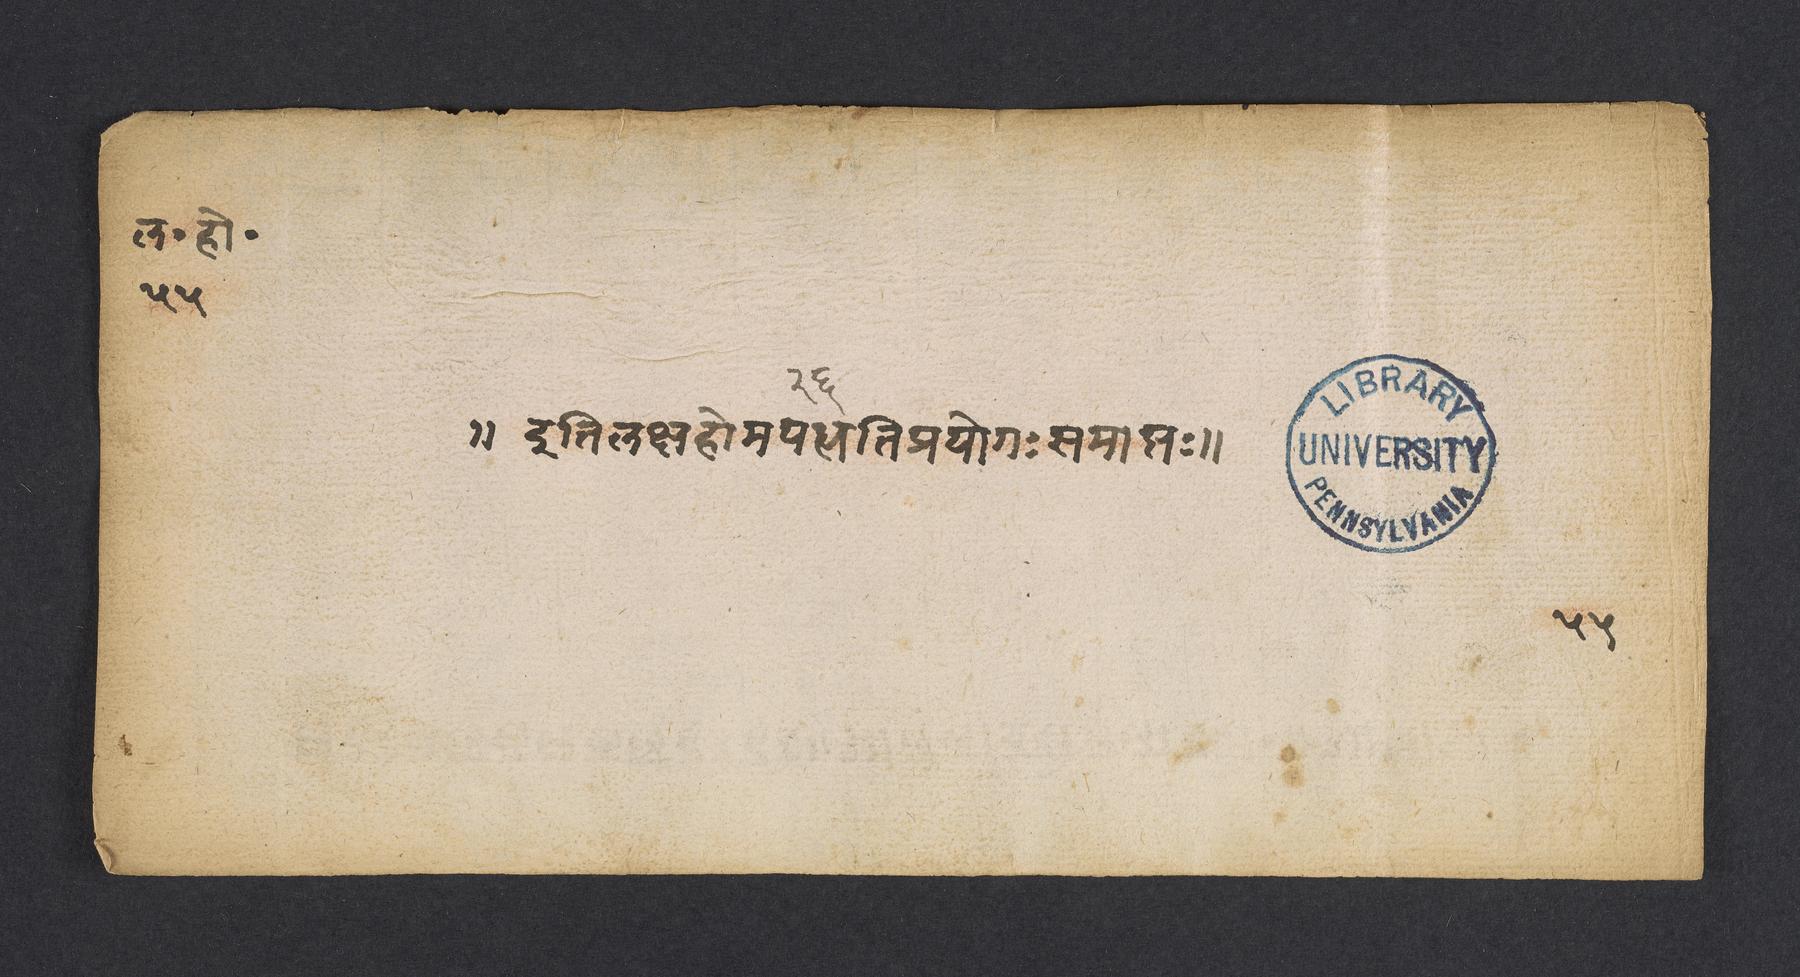 ल॰ हो॰
५५
२६
॥ इतिलक्षहोमपद्धतिप्रयोगः समाप्तः॥
LIBRARY
UNIVERSITY
PENNSYLVANIA
५५